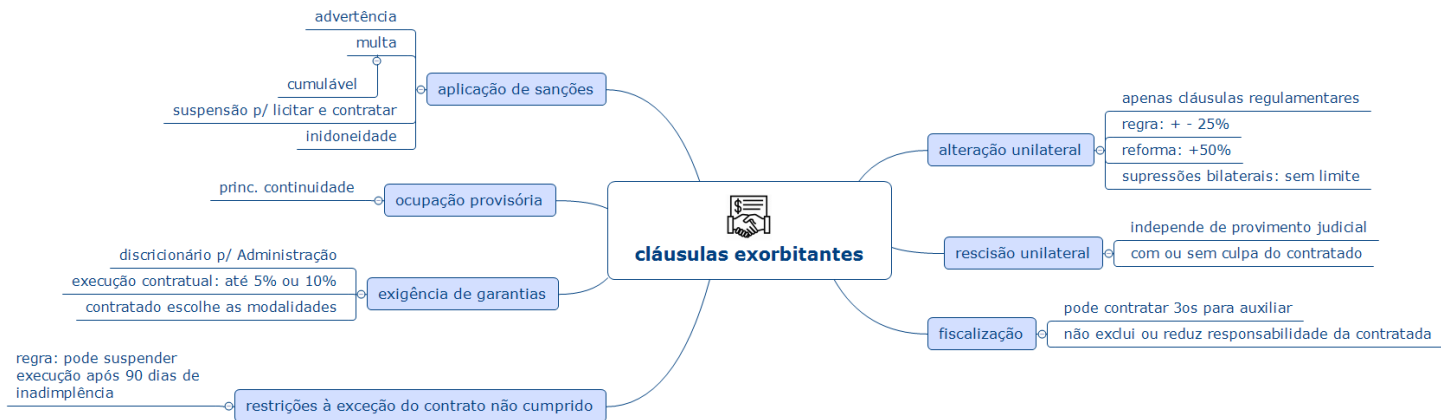 cláusulas exorbitantes
aplicação de sanções
advertência
multa
cumulável
suspensão p/ licitar e contratar
inidoneidade
ocupação provisória
princ. continuidade
exigência de garantias
discricionário p/ Administração
execução contratual: até 5% ou 10%
contratado escolhe as modalidades
restrições à exceção do contrato não cumprido
regra: pode suspender
execução após 90 dias de
inadimplência
alteração unilateral
apenas cláusulas regulamentares
regra: + - 25%
reforma: +50%
supressões bilaterais: sem limite
rescisão unilateral
independe de provimento judicial
com ou sem culpa do contratado
fiscalização
pode contratar 3os para auxiliar
não exclui ou reduz responsabilidade da contratada